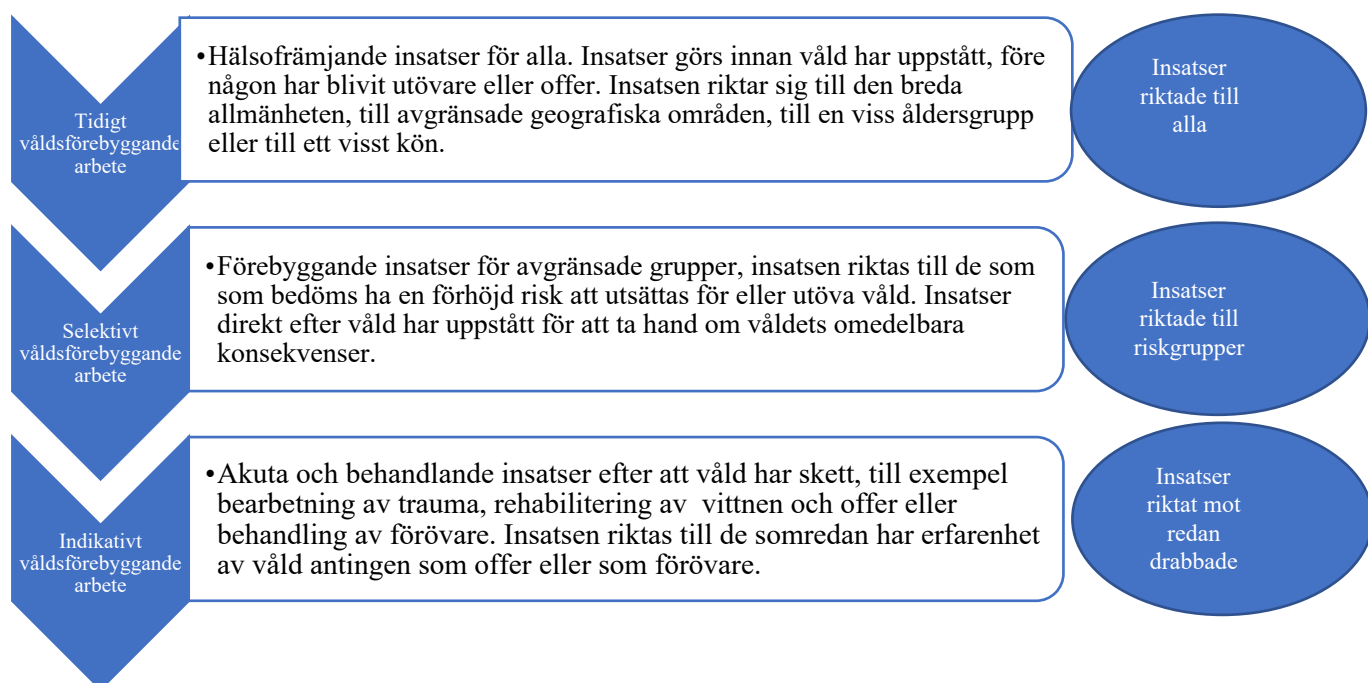 Tidigt
våldsförebyggande
arbete
•Hälsofrämjande insatser för alla. Insatser görs innan våld har uppstått, före
någon har blivit utövare eller offer. Insatsen riktar sig till den breda
allmänheten, till avgränsade geografiska områden, till en viss åldersgrupp
eller till ett visst kön.
Insatser
riktade till
alla
Selektivt
våldsförebyggande
arbete
•Förebyggande insatser för avgränsade grupper, insatsen riktas till de som
som bedöms ha en förhöjd risk att utsättas för eller utöva våld. Insatser
direkt efter våld har uppstått för att ta hand om våldets omedelbara
konsekvenser.
Insatser
riktade till
riskgrupper
Indikativt
våldsförebyggande
arbete
•Akuta och behandlande insatser efter att våld har skett, till exempel
bearbetning av trauma, rehabilitering av  vittnen och offer eller
behandling av förövare. Insatsen riktas till de somredan har erfarenhet
av våld antingen som offer eller som förövare.
Insatser
riktat mot
redan
drabbade